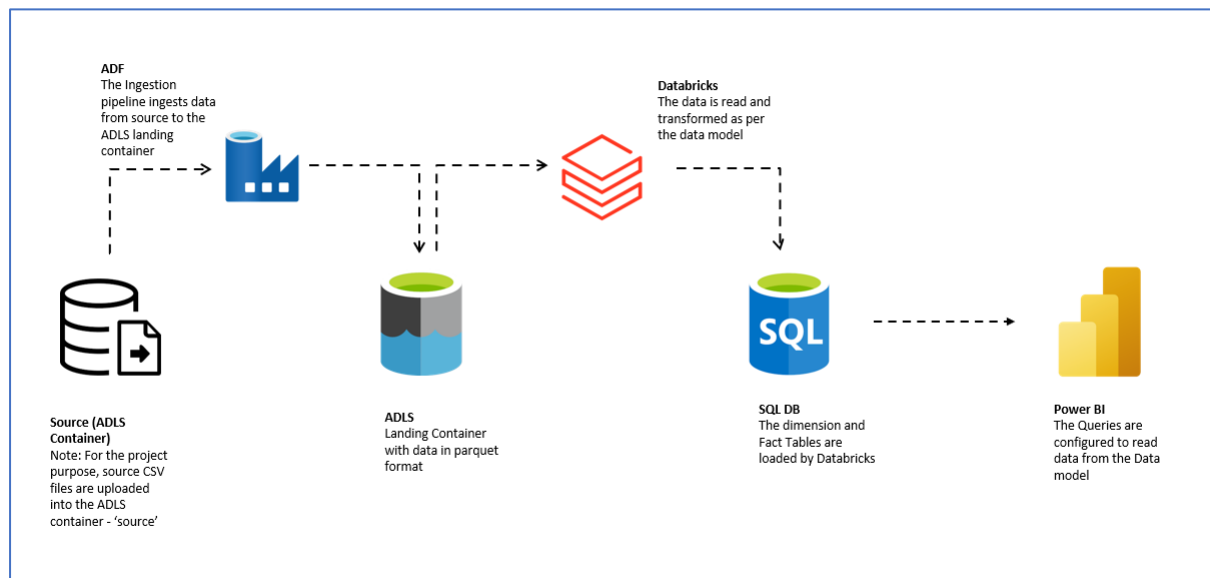 ADF
The Ingestion
pipeline ingests data
from source to the
ADLS landing
container
Databricks
The data is read and
transformed as per
the data model
SQL
Source (ADLS
Container)
Note: For the project
purpose, source CSV
files are uploaded
into the ADLS
container - ‘source’
ADLS
Landing Container
with data in parquet
format
SQL DB
The dimension and
Fact Tables are
loaded by Databricks
Power BI
The Queries are
configured to read
data from the Data
model